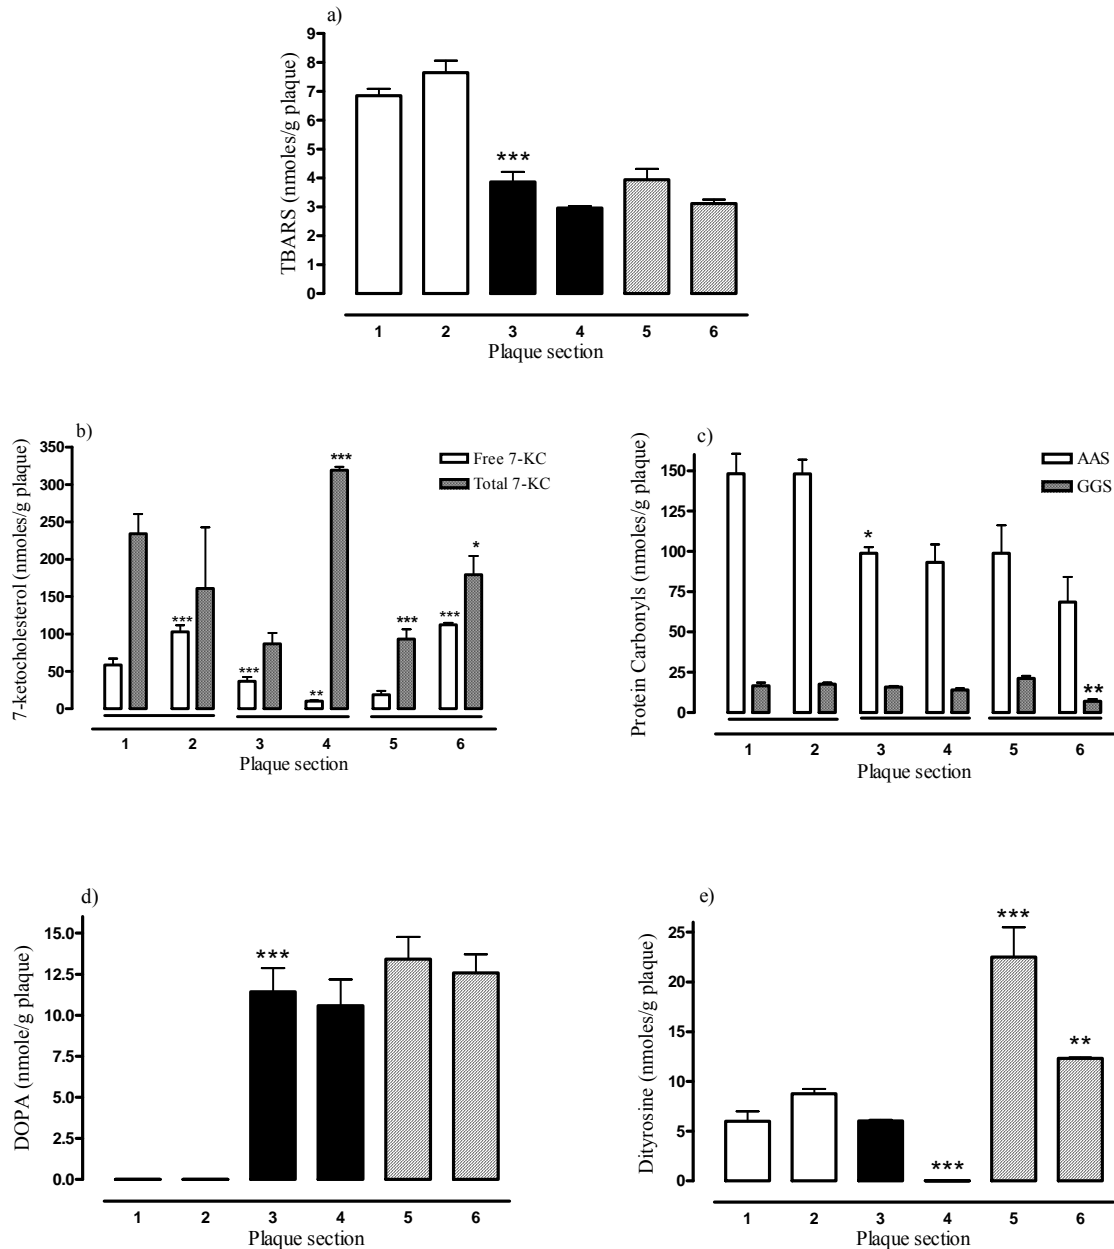 a)
TBARS (nmoles/g plaque)
9
8
7
6
5
4
3
2
1
0
***
1 2 3 4 5 6
Plaque section
b)
7-ketocholesterol (nmoles/g plaque)
350
300
250
200
150
100
50
0
Free 7-KC
Total 7-KC
*** *** ** *** *** *** *
1 2 3 4 5 6
Plaque section
c)
Protein Carbonyls (nmoles/g plaque)
150
125
100
75
50
25
0
AAS
GGS
* **
1 2 3 4 5 6
Plaque section
d)
DOPA (nmole/g plaque)
15.0
12.5
10.0
7.5
5.0
2.5
0.0
***
1 2 3 4 5 6
Plaque section
e)
Dityrosine (nmoles/g plaque)
25
20
15
10
5
0
*** *** **
1 2 3 4 5 6
Plaque section